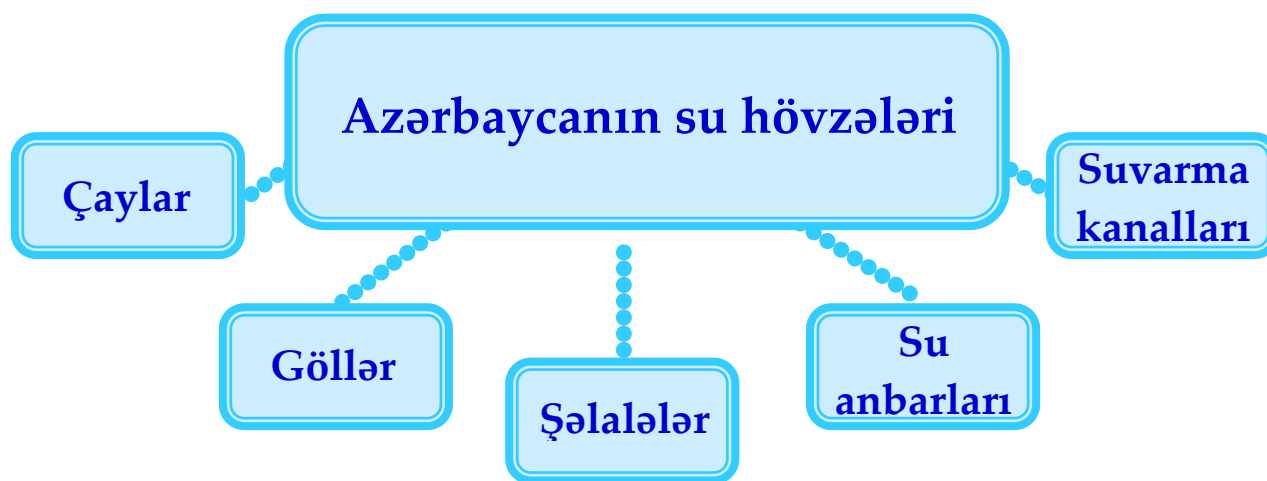 Azərbaycanın su hövzələri
Çaylar
Suvarma
kanalları
Göllər
Su
anbarları
Şəlalələr